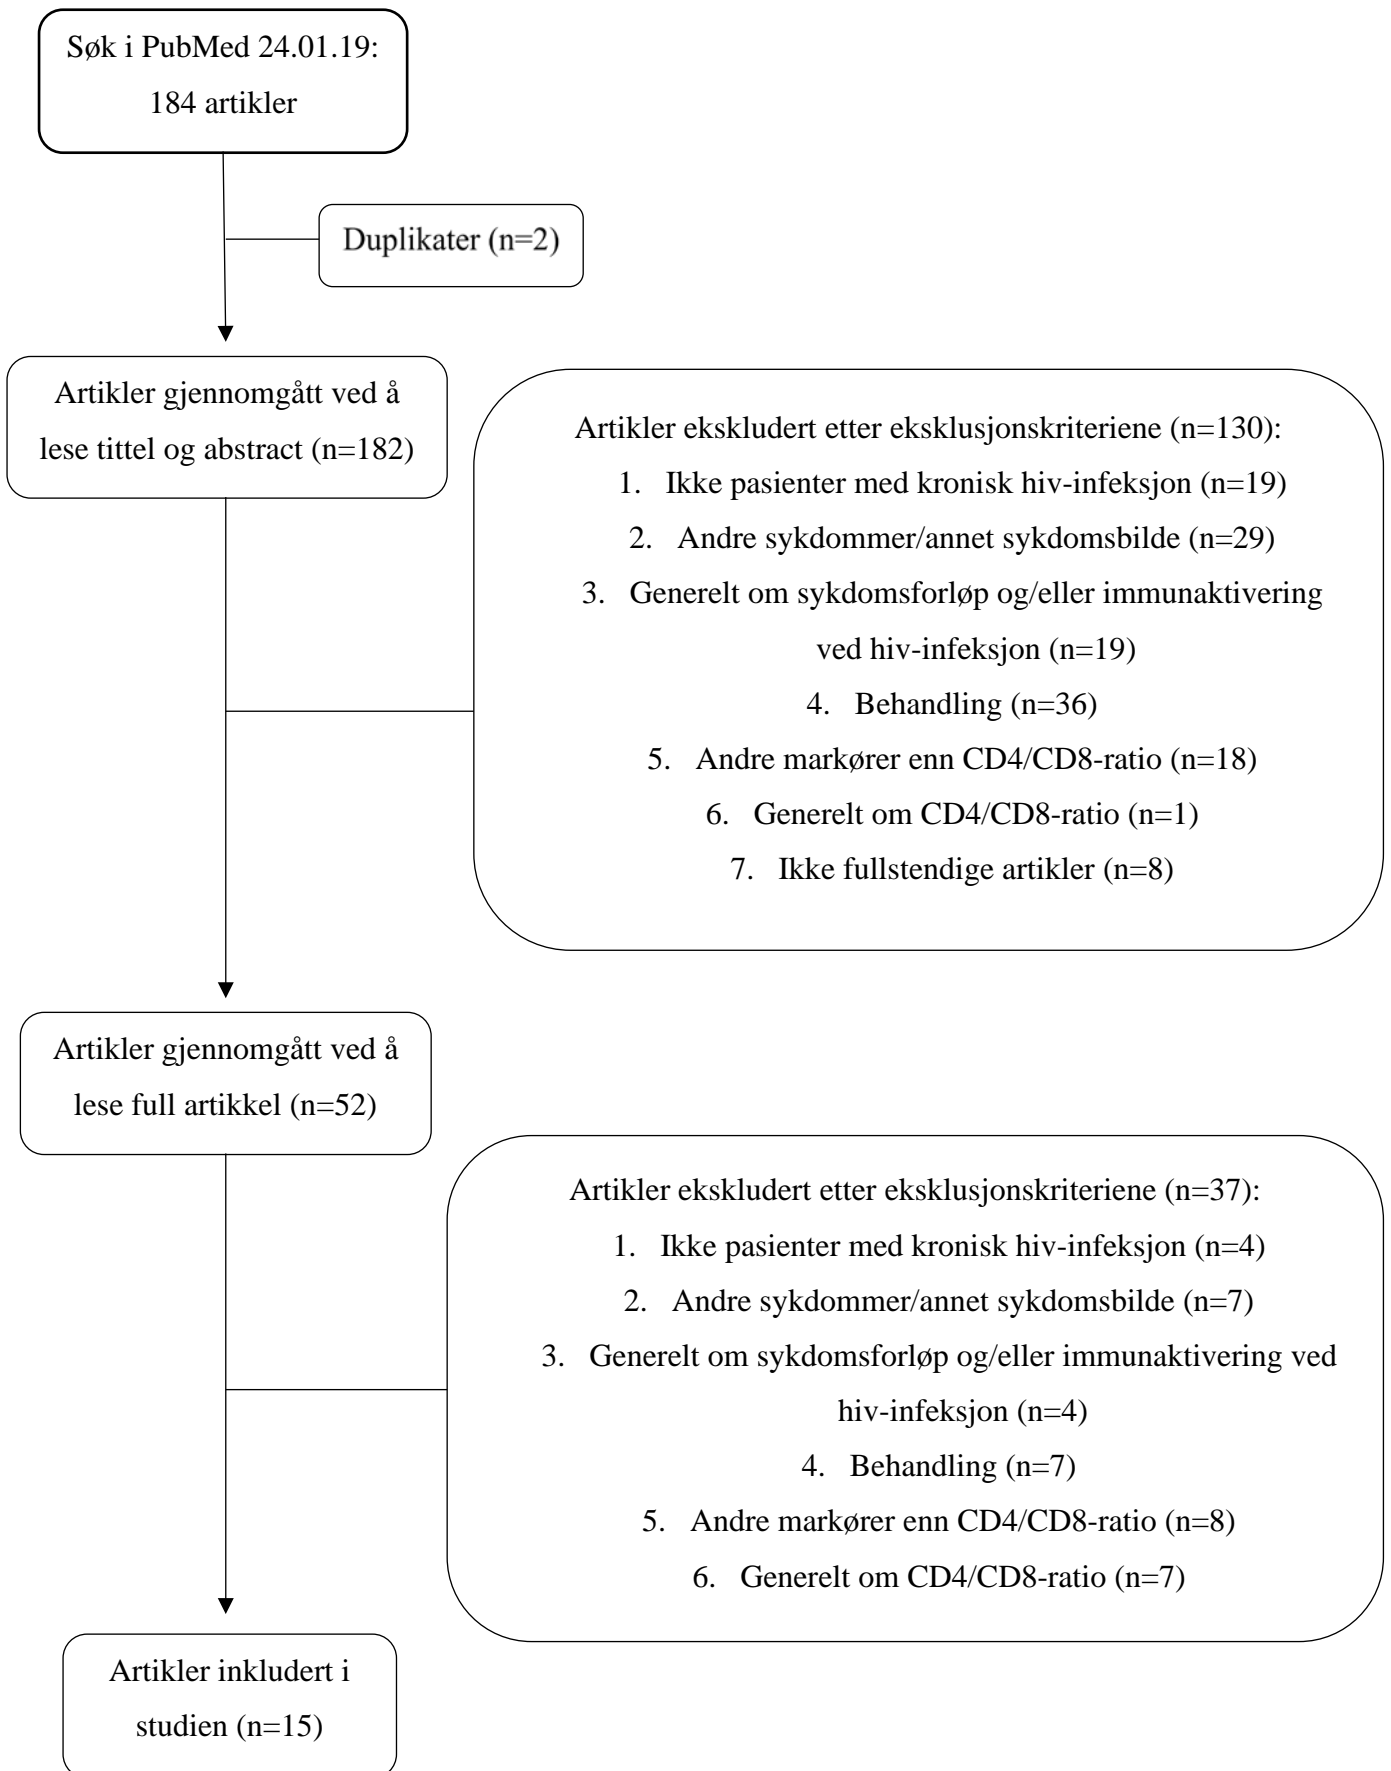 Søk i PubMed 24.01.19:
184 artikler
Duplikater (n=2)
Artikler gjennomgått ved å
lese tittel og abstract (n=182)
Artikler ekskludert etter eksklusjonskriteriene (n=130):
1. Ikke pasienter med kronisk hiv-infeksjon (n=19)
2. Andre sykdommer/annet sykdomsbilde (n=29)
3. Generelt om sykdomsforløp og/eller immunaktivering
ved hiv-infeksjon (n=19)
4. Behandling (n=36)
5. Andre markører enn CD4/CD8-ratio (n=18)
6. Generelt om CD4/CD8-ratio (n=1)
7. Ikke fullstendige artikler (n=8)
Artikler gjennomgått ved å
lese full artikkel (n=52)
Artikler ekskludert etter eksklusjonskriteriene (n=37):
1. Ikke pasienter med kronisk hiv-infeksjon (n=4)
2. Andre sykdommer/annet sykdomsbilde (n=7)
3. Generelt om sykdomsforløp og/eller immunaktivering ved
hiv-infeksjon (n=4)
4. Behandling (n=7)
5. Andre markører enn CD4/CD8-ratio (n=8)
6. Generelt om CD4/CD8-ratio (n=7)
Artikler inkludert i
studien (n=15)